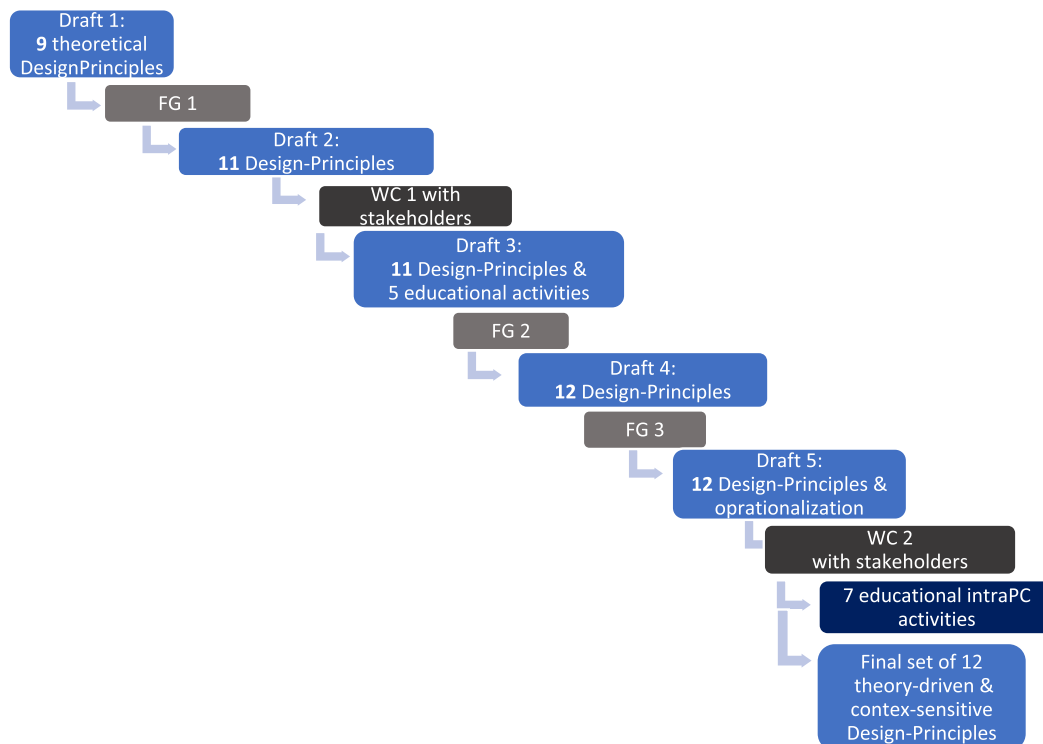 Draft 1:
9 theoretical
DesignPrinciples
FG 1
Draft 2:
11 Design-Principles
WC 1 with
stakeholders
Draft 3:
11 Design-Principles &
5 educational activities
FG 2
Draft 4:
12 Design-Principles
FG 3
Draft 5:
12 Design-Principles &
oprationalization
WC 2
with stakeholders
7 educational intraPC
activities
Final set of 12
theory-driven &
contex-sensitive
Design-Principles